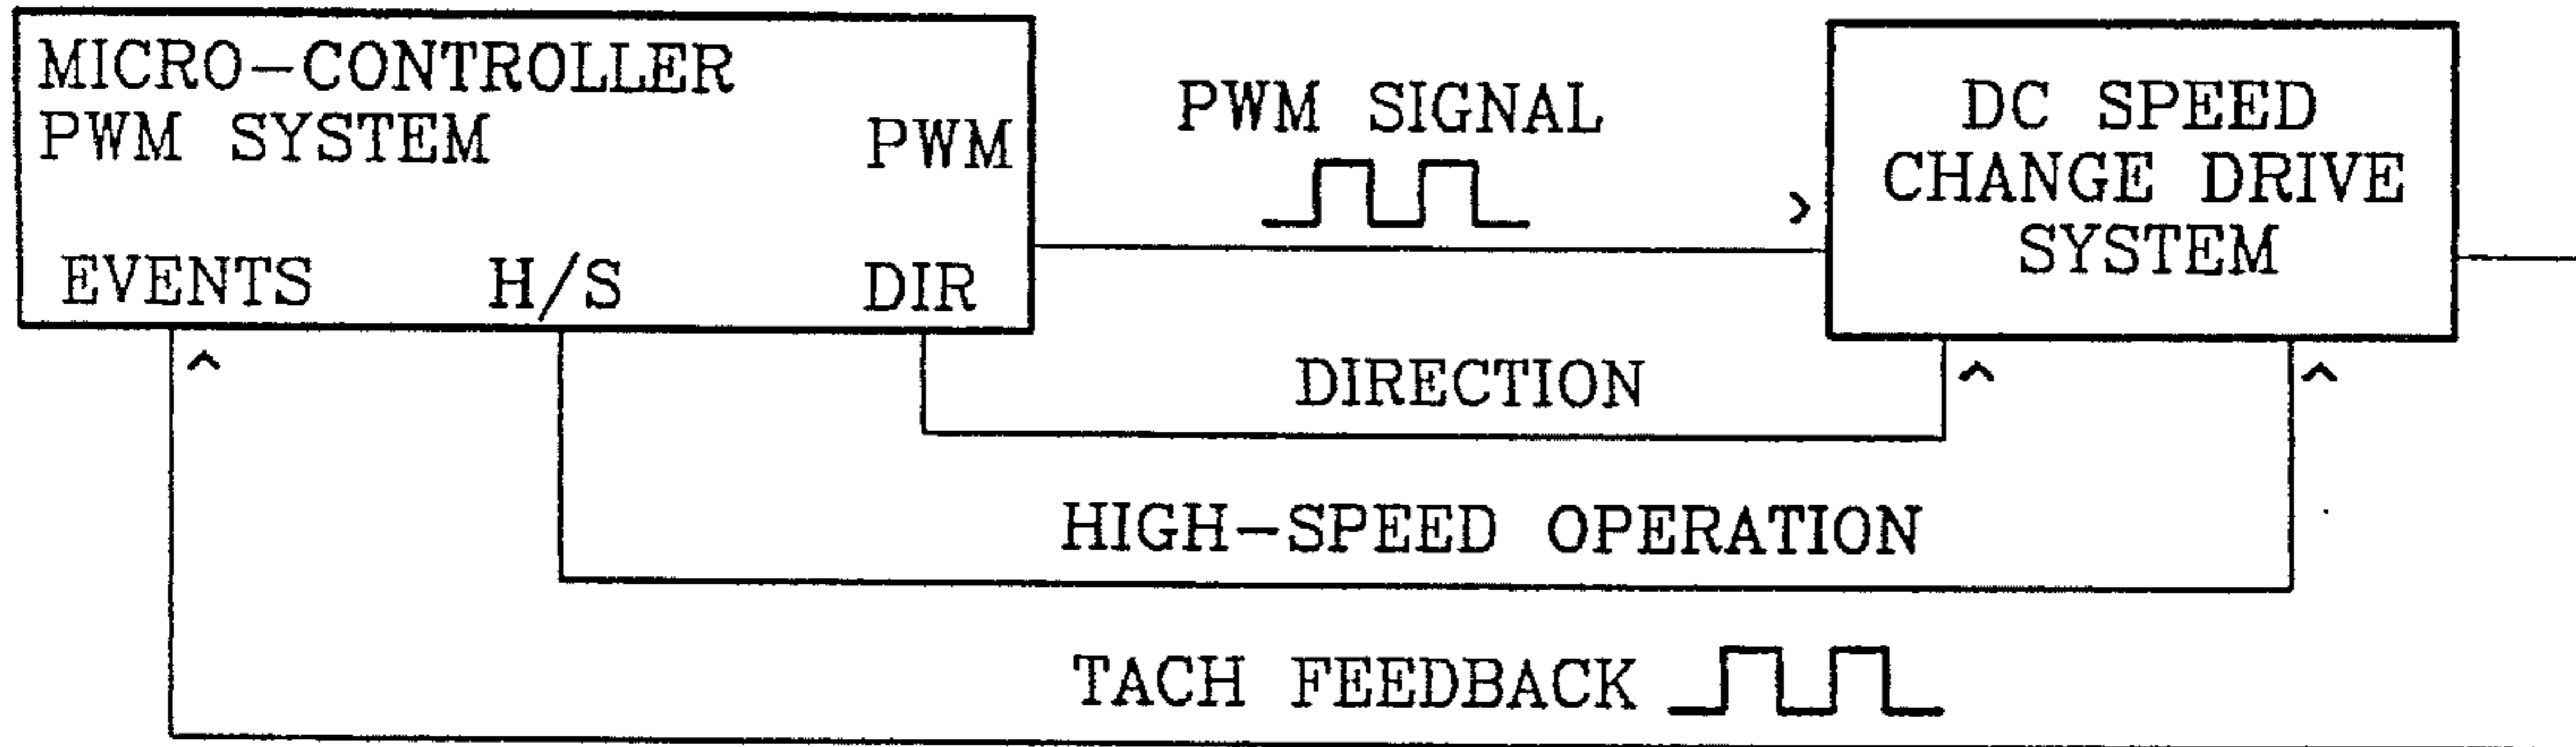 MICRO-CONTROLLER
PWM SYSTEM
PWM
EVENTS
H/S
DIR
PWM SIGNAL
DC SPEED
CHANGE DRIVE
SYSTEM
DIRECTION
HIGH-SPEED OPERATION
TACH FEEDBACK